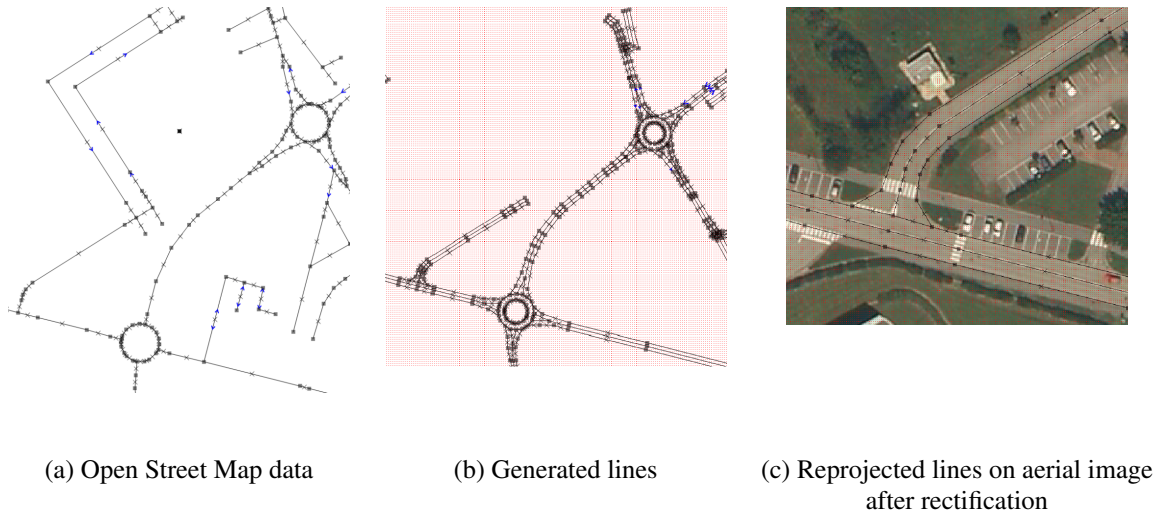 (a) Open Street Map data
(b) Generated lines
(c) Reprojected lines on aerial image
after rectification